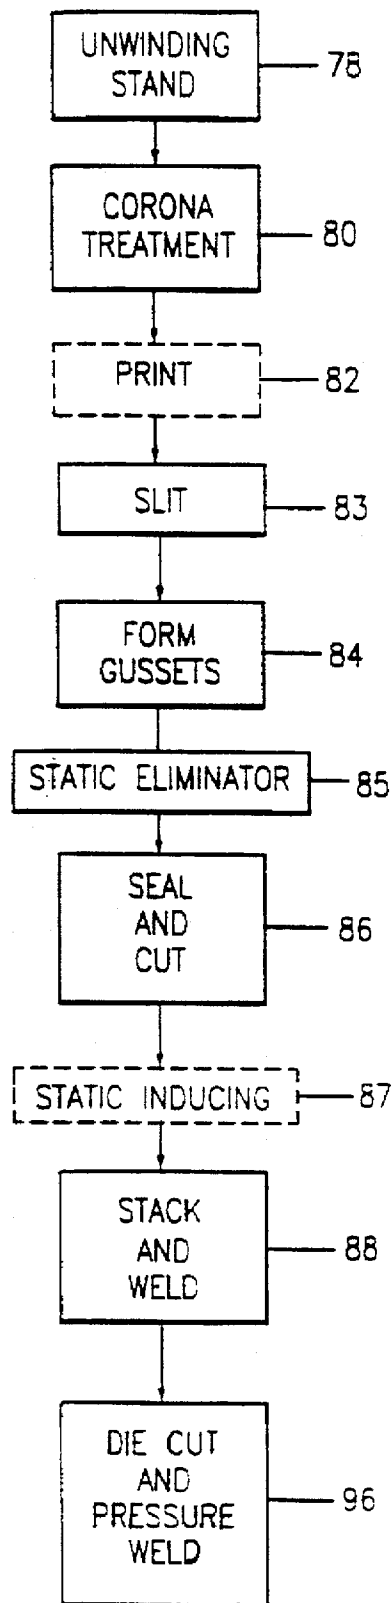 UNWINDING
STAND
78
CORONA
TREATMENT
80
PRINT
82
SLIT
83
FORM
GUSSETS
84
STATIC ELIMINATOR
85
SEAL
AND
CUT
86
STATIC INDUCING
87
STACK
AND
WELD
88
DIE CUT
AND
PRESSURE
WELD
96